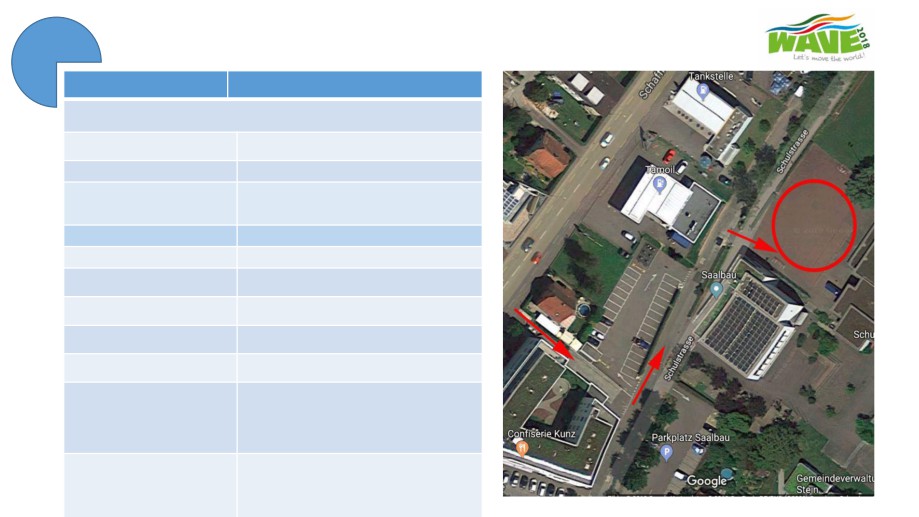 WAVE 2018
Let's move the world!
Tankstelle
Schaffh
Schulstrasse
Tamoil
Saalbau
Schu
Schulstrasse
Confiserie Kunz
Parkplatz Saalbau
P
Google
Gemeindeverwaltu
Stein